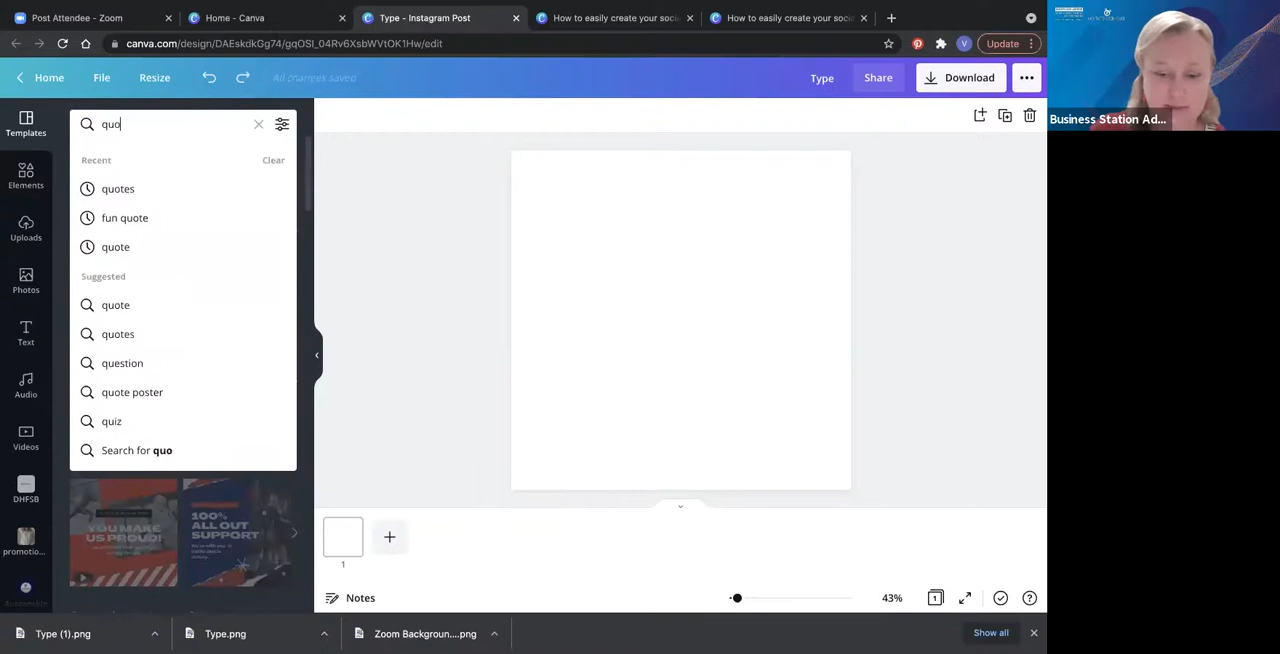 Post Attendee - Zoom
Home - Canva
Type - Instagram Post
How to easily create your soci
How to easily create your soci
canva.com/design/DAEskdkGg74/gqOSI_04Rv6XsbWVtOK1Hw/edit
V
Update
Home
File
Resize
All changes saved
Type
Share
Download
Templates
Elements
Uploads
Photos
Text
Audio
Videos
DHFSB
promotio...
quo
Recent
Clear
quotes
fun quote
quote
Suggested
quote
quotes
question
quote poster
quiz
Search for quo
YOU MAKE
US PROUD!
100%
ALL OUT
SUPPORT
1
Notes
43%
1
Type (1).png
Type.png
Zoom Backgroun....png
Show all
Business Station Ad...